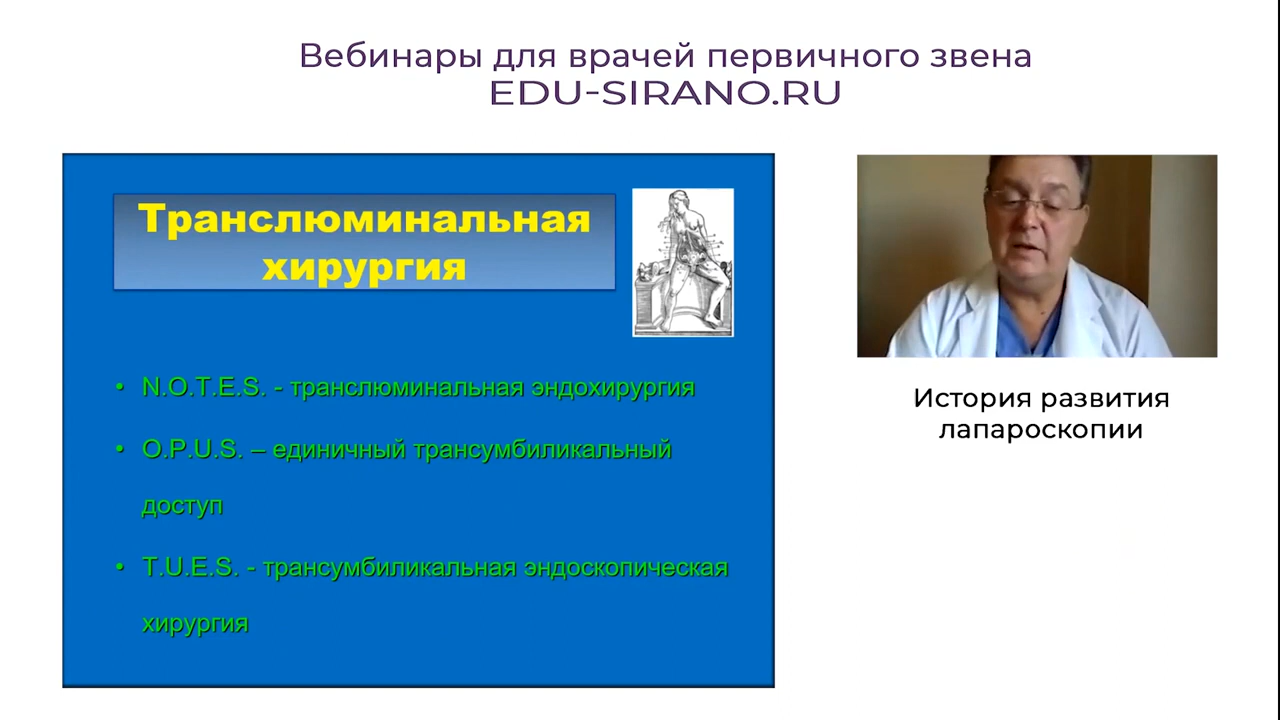 Вебинары для врачей первичного звена
EDU-SIRANO.RU
Транслюминальная
хирургия
• N.O.T.E.S. - транслюминальная эндохирургия
• O.P.U.S. – единичный трансумбиликальный
доступ
• T.U.E.S. - трансумбиликальная эндоскопическая
хирургия
История развития
лапароскопии